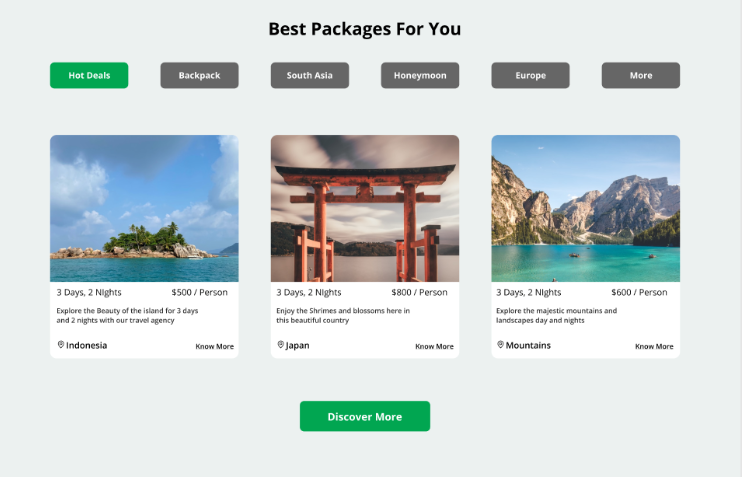 Best Packages For You
Hot Deals
Backpack
South Asia
Honeymoon
Europe
More
3 Days, 2 Nights
$500 / Person
Explore the Beauty of the island for 3 days
and 2 nights with our travel agency
Indonesia
Know More
3 Days, 2 Nights
$800 / Person
Enjoy the Shrimes and blossoms here in
this beautiful country
Japan
Know More
3 Days, 2 Nights
$600 / Person
Explore the majestic mountains and
landscapes day and nights
Mountains
Know More
Discover More